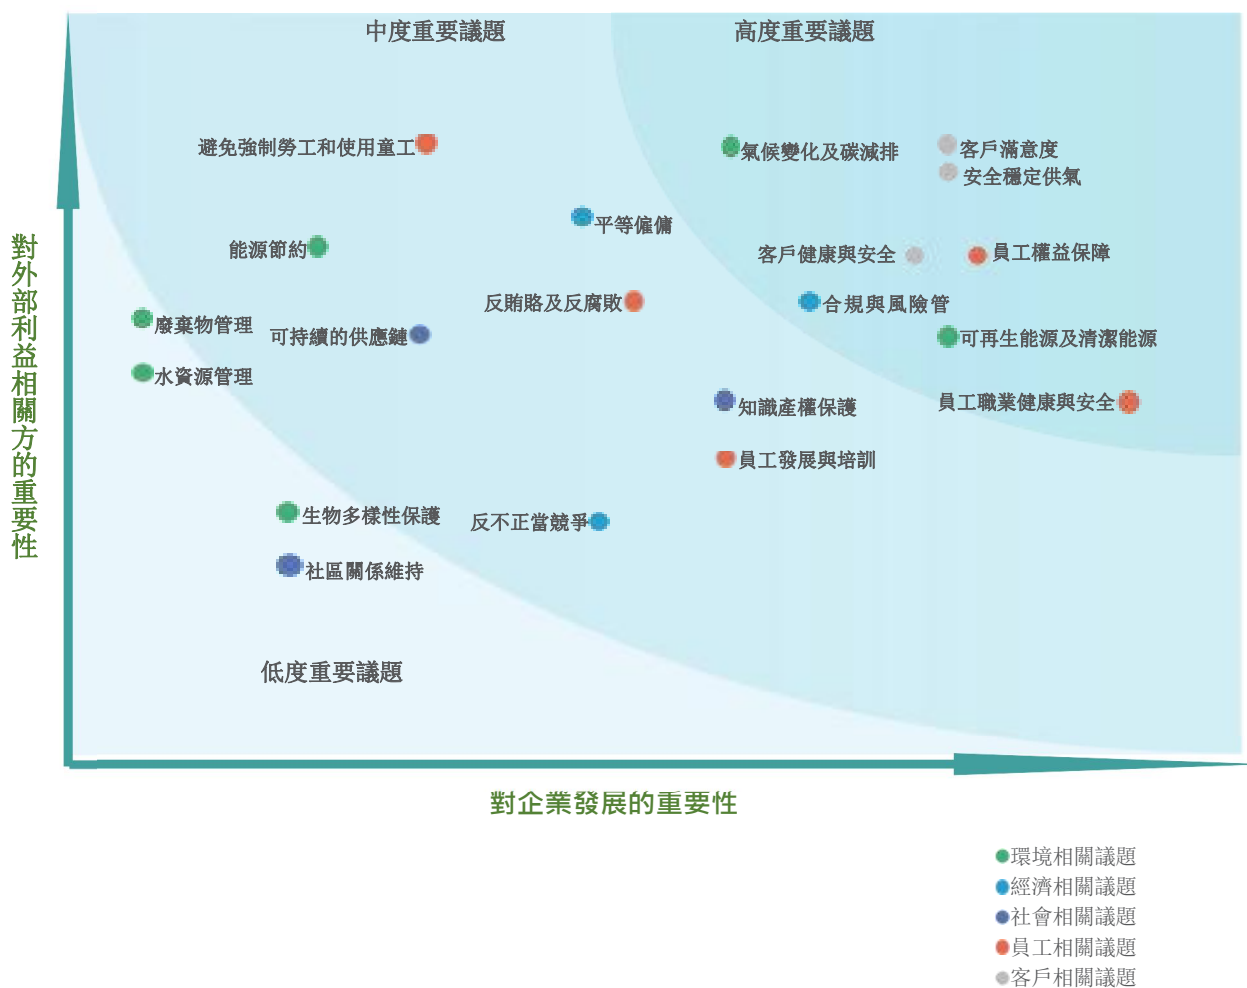 中度重要議題
高度重要議題
避免強制勞工和使用童工
氣候變化及碳減排
客戶滿意度
安全穩定供氣
平等僱傭
能源節約
客戶健康與安全
員工權益保障
反賄賂及反腐敗
合規與風險管
廢棄物管理
可持續的供應鏈
可再生能源及清潔能源
水資源管理
知識產權保護
員工職業健康與安全
員工發展與培訓
生物多樣性保護
反不正當競爭
社區關係維持
低度重要議題
對外部利益相關方的重要性
對企業發展的重要性
環境相關議題
經濟相關議題
社會相關議題
員工相關議題
客戶相關議題